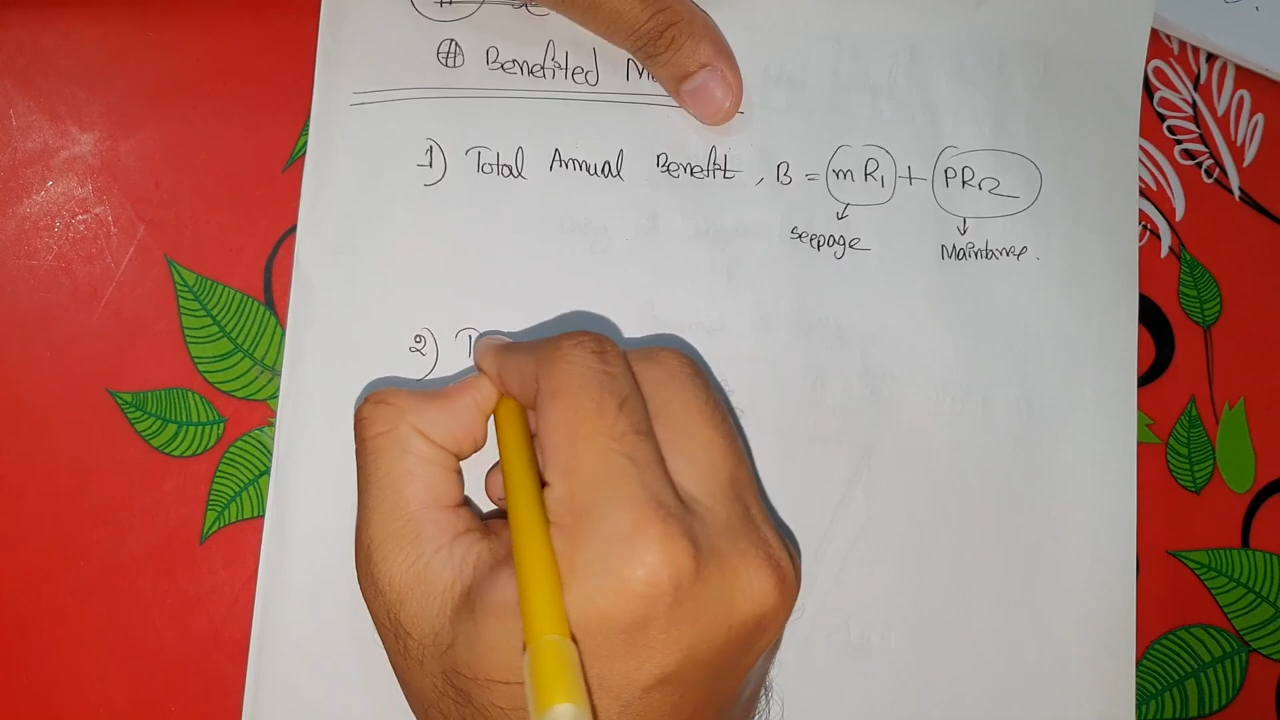 # Benefited
1) Total Annual Benefit, B = mR₁ + PR₂
seepage
Maintance.
2) T